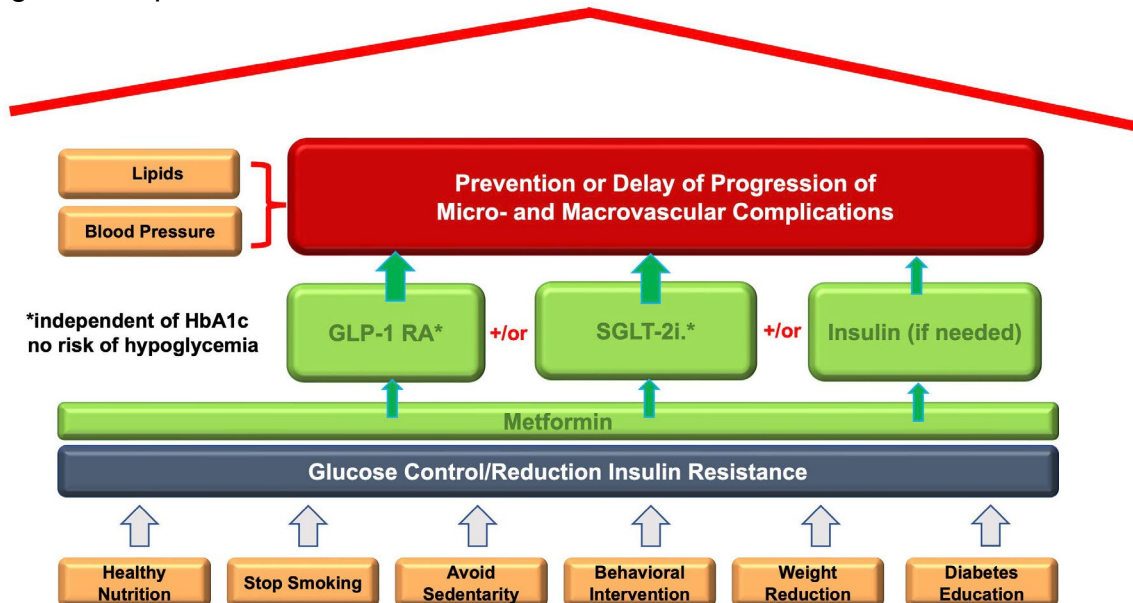 Lipids
Blood Pressure
Prevention or Delay of Progression of
Micro- and Macrovascular Complications
*independent of HbA1c
no risk of hypoglycemia
GLP-1 RA*
+/or
SGLT-2i.*
+/or
Insulin (if needed)
Metformin
Glucose Control/Reduction Insulin Resistance
Healthy
Nutrition
Stop Smoking
Avoid
Sedentarity
Behavioral
Intervention
Weight
Reduction
Diabetes
Education